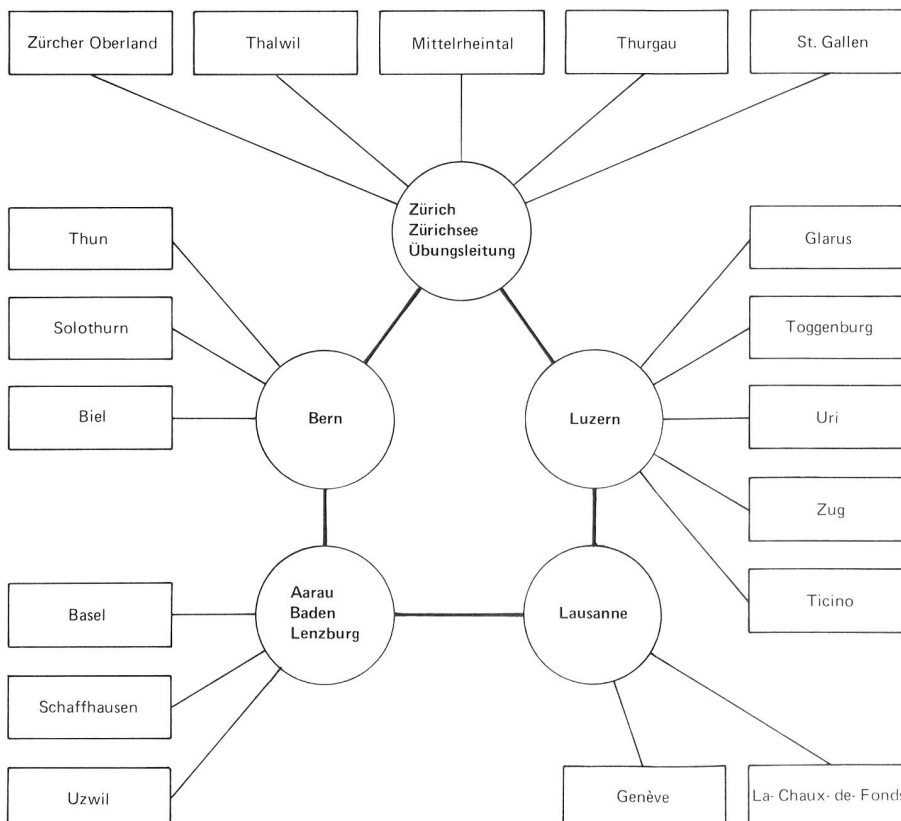 Zürcher Oberland
Thalwil
Mittelrheintal
Thurgau
St. Gallen
Zürich
Zürichsee
Übungsleitung
Thun
Glarus
Solothurn
Toggenburg
Biel
Bern
Luzern
Uri
Zug
Basel
Aarau
Baden
Lenzburg
Lausanne
Ticino
Schaffhausen
Uzwil
Genève
La-Chaux-de-Fonds